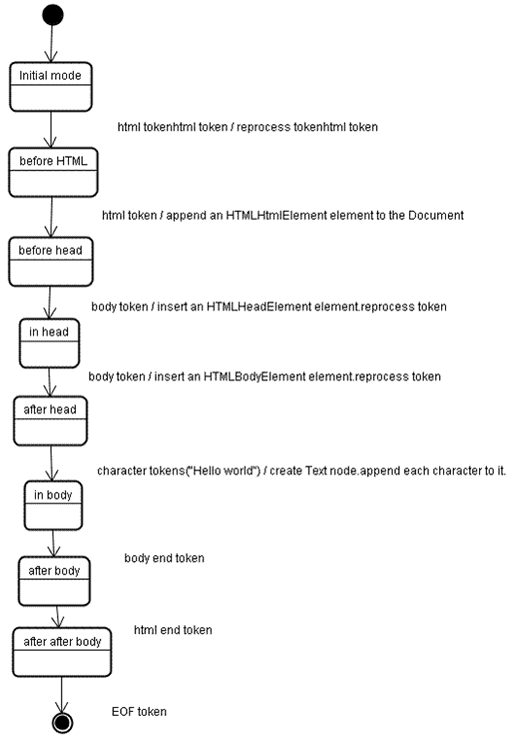 Initial mode
html tokenhtml token / reprocess tokenhtml token
before HTML
html token / append an HTMLHtmlElement element to the Document
before head
body token / insert an HTMLHeadElement element.reprocess token
in head
body token / insert an HTMLBodyElement element.reprocess token
after head
character tokens("Hello world") / create Text node.append each character to it.
in body
body end token
after body
html end token
after after body
EOF token